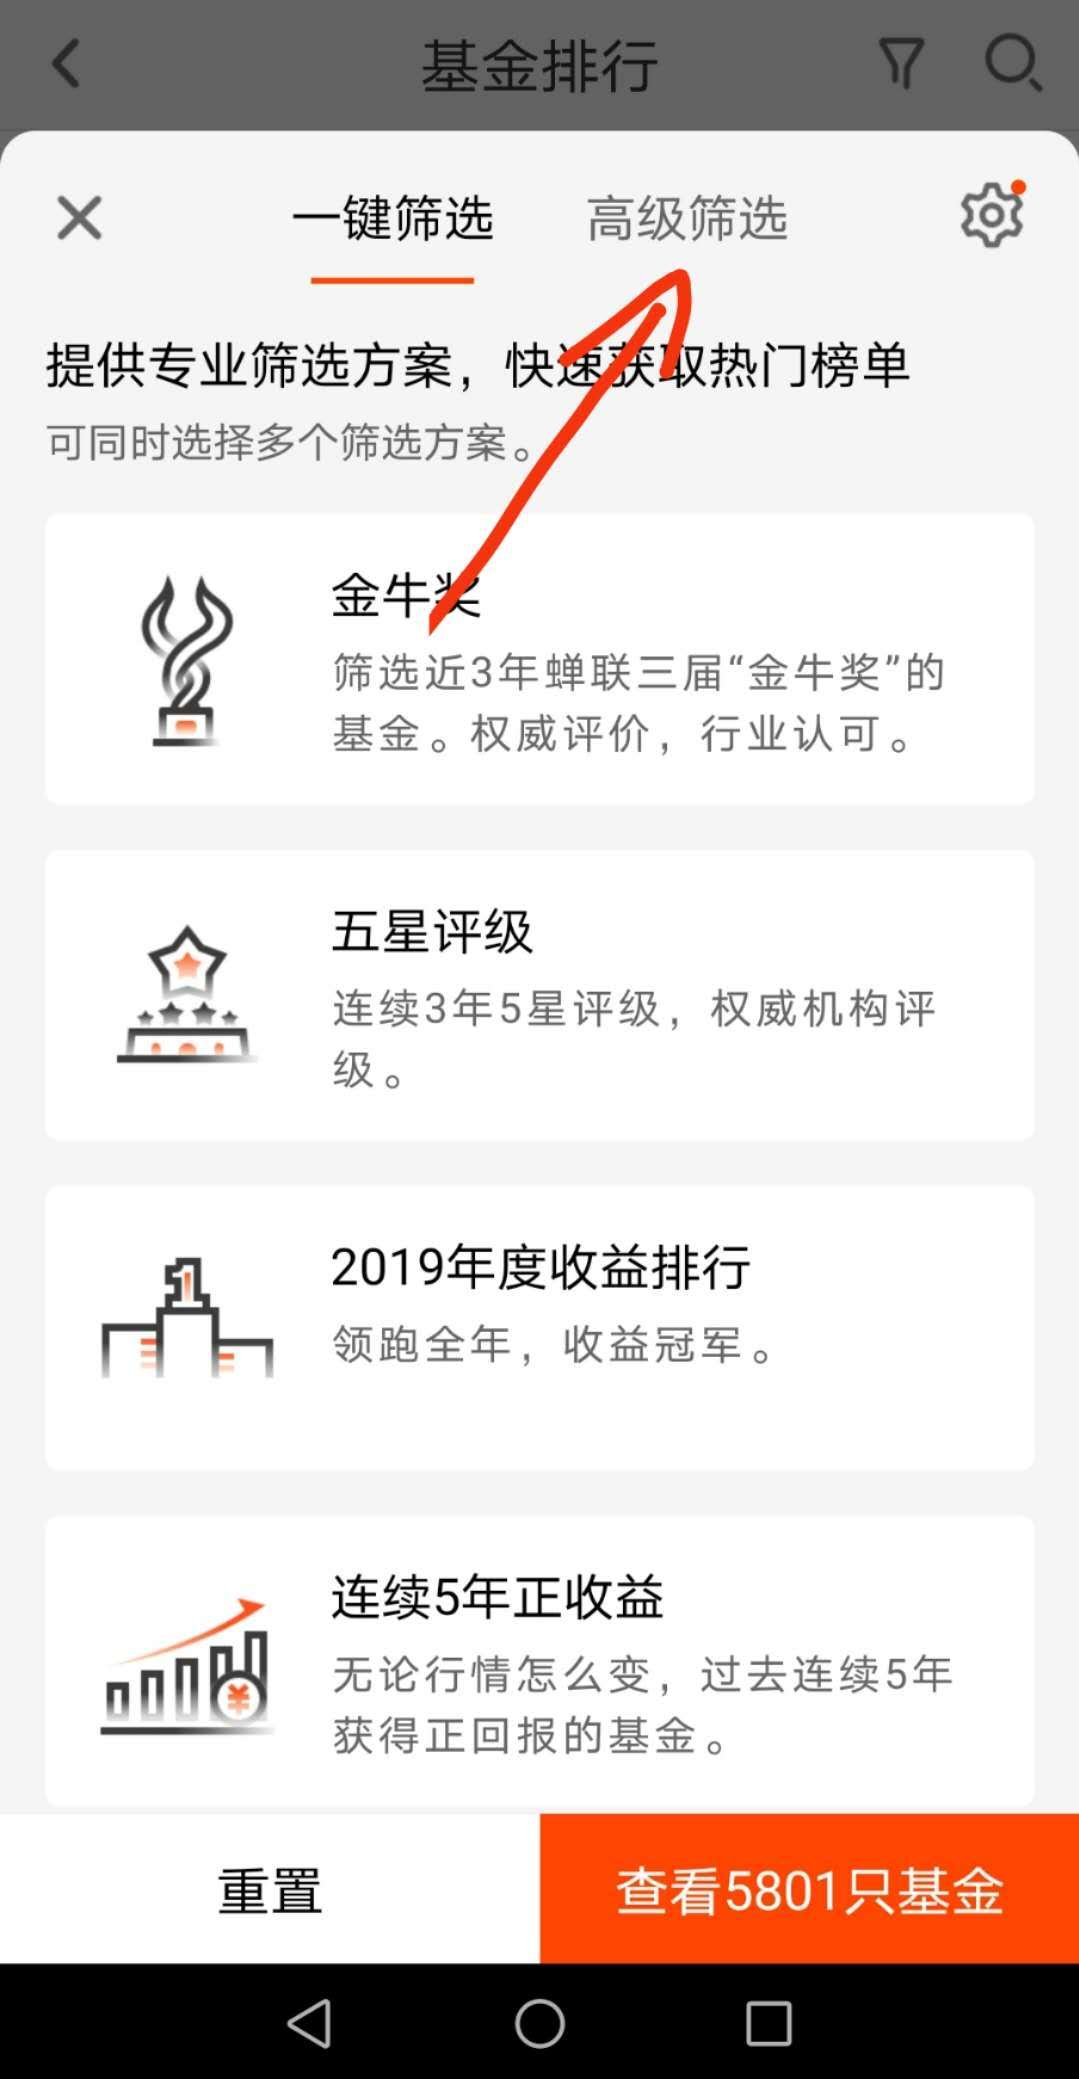 基金排行
一键筛选 高级筛选
提供专业筛选方案，快速获取热门榜单
可同时选择多个筛选方案。
金牛奖
筛选近3年蝉联三届“金牛奖”的
基金。权威评价，行业认可。
五星评级
连续3年5星评级，权威机构评
级。
1
2019年度收益排行
领跑全年，收益冠军。
连续5年正收益
无论行情怎么变，过去连续5年
获得正回报的基金。
¥
重置 查看5801只基金